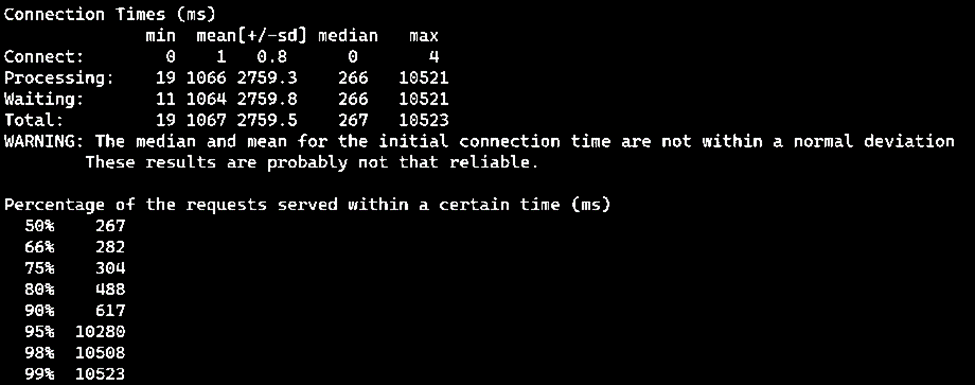 Connection Times (ms)
              min  mean[+/-sd] median   max
Connect:        0    1   0.8      0       4
Processing:    19 1066 2759.3    266   10521
Waiting:       11 1064 2759.8    266   10521
Total:         19 1067 2759.5    267   10523
WARNING: The median and mean for the initial connection time are not within a normal deviation
        These results are probably not that reliable.

Percentage of the requests served within a certain time (ms)
  50%    267
  66%    282
  75%    304
  80%    488
  90%    617
  95%  10280
  98%  10508
  99%  10523